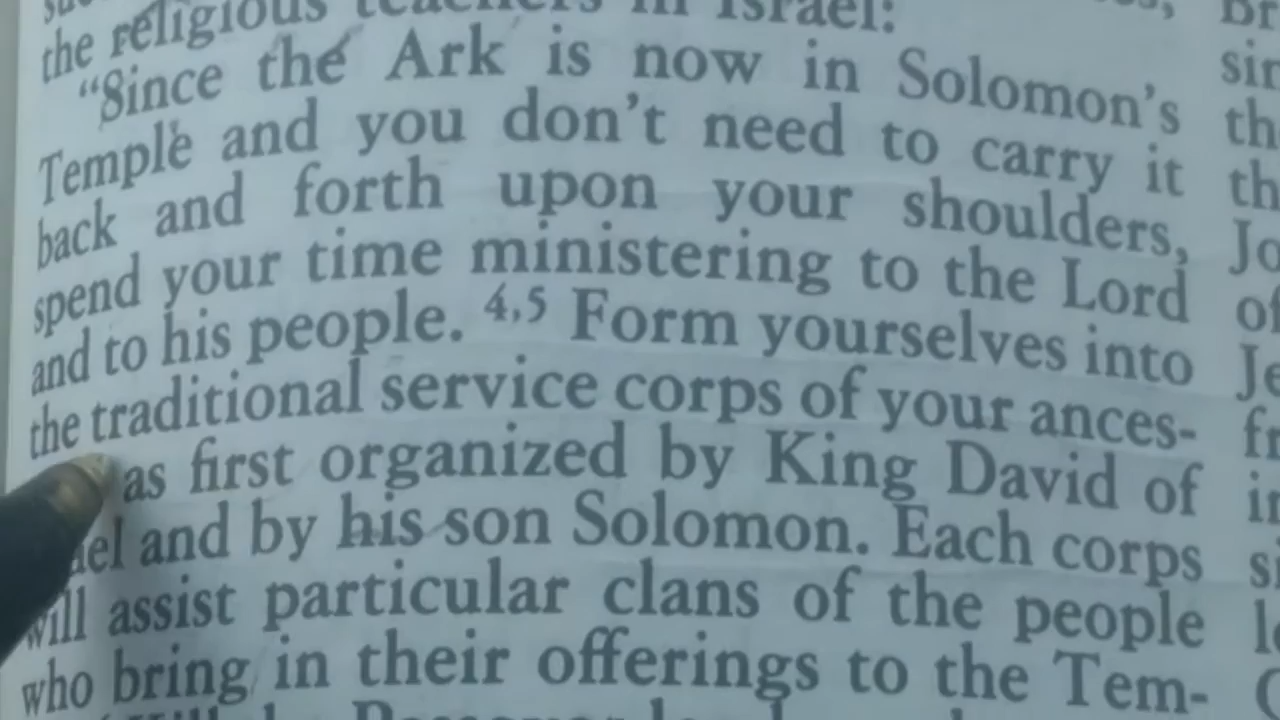 the religious teachers in Israel:
“Since the Ark is now in Solomon’s
Temple and you don’t need to carry it
back and forth upon your shoulders,
spend your time ministering to the Lord
and to his people. 4,5 Form yourselves into
the traditional service corps of your ances-
as first organized by King David of
and by his son Solomon. Each corps
will assist particular clans of the people
who bring in their offerings to the Tem-